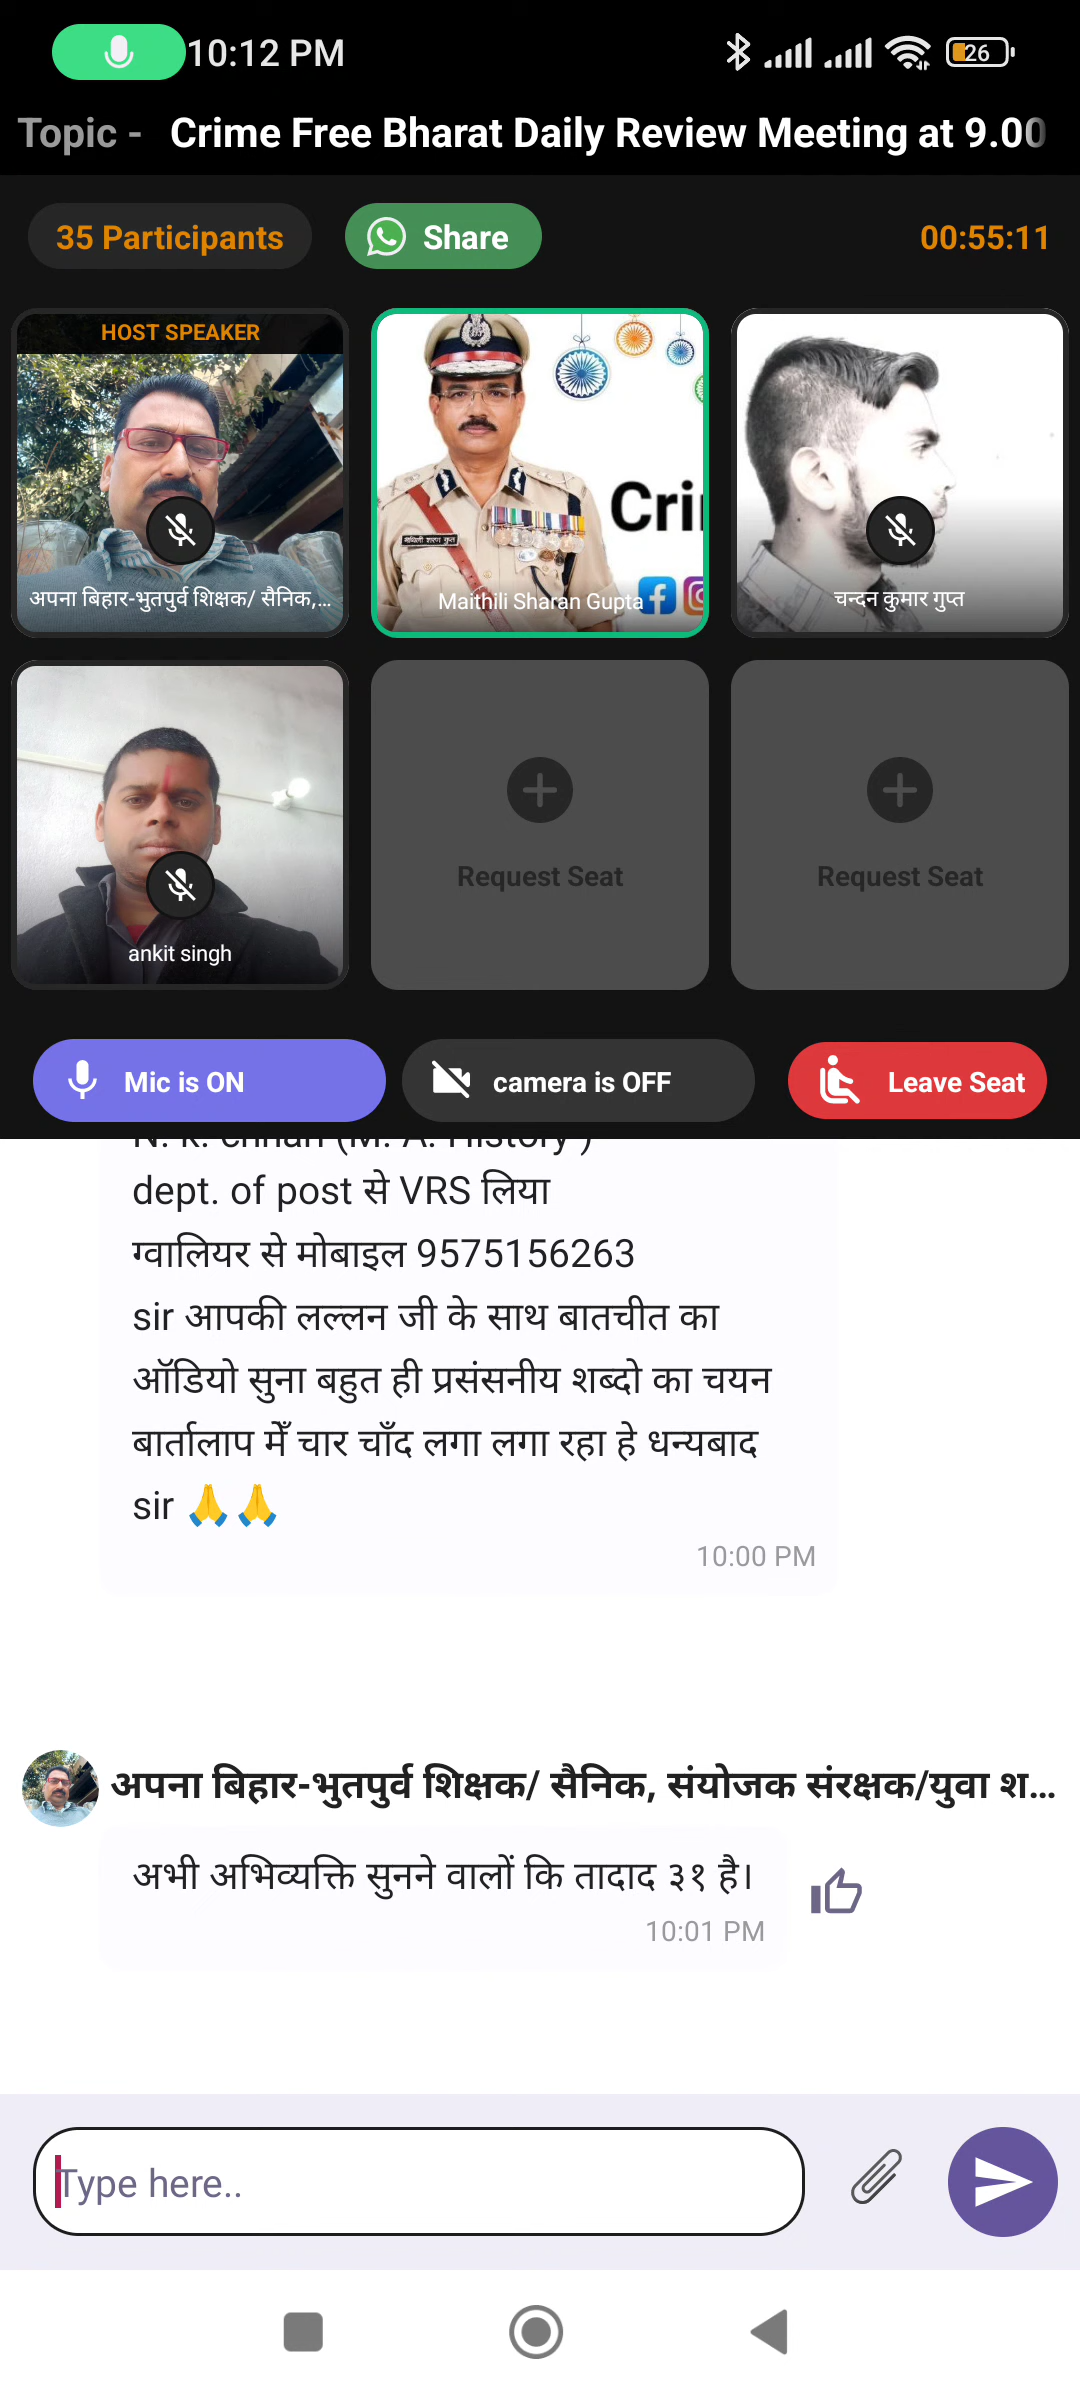 10:12 PM
26
Topic - Crime Free Bharat Daily Review Meeting at 9.00
35 Participants
Share
00:55:11
HOST SPEAKER
अपना बिहार-भुतपुर्व शिक्षक/ सैनिक,...
Cri
मैथिली शरण गुप्त
Maithili Sharan Gupta
चन्दन कुमार गुप्त
ankit singh
Request Seat
Request Seat
Mic is ON
camera is OFF
Leave Seat
(M. A. History )
dept. of post से VRS लिया
ग्वालियर से मोबाइल 9575156263
sir आपकी लल्लन जी के साथ बातचीत का
ऑडियो सुना बहुत ही प्रसंसनीय शब्दो का चयन
बार्तालाप मेँ चार चाँद लगा लगा रहा हे धन्यबाद
sir 🙏🙏
10:00 PM
अपना बिहार-भुतपुर्व शिक्षक/ सैनिक, संयोजक संरक्षक/युवा श...
अभी अभिव्यक्ति सुनने वालों कि तादाद ३१ है।
10:01 PM
Type here..